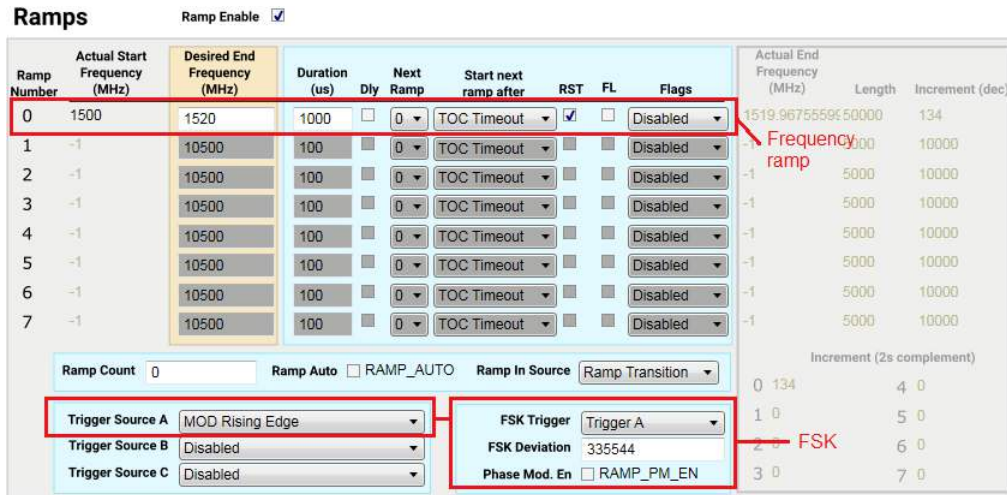 Ramps Ramp Enable
Ramp Number Actual Start Frequency (MHz) Desired End Frequency (MHz) Duration (us) Dly Next Ramp Start next ramp after RST FL Flags Actual End Frequency (MHz) Length Increment (dec)
0 1500 1520 1000 0 TOC Timeout Disabled 1519.967555599 50000 134
1 -1 10500 100 0 TOC Timeout Disabled -1 10000
Frequency ramp
2 -1 10500 100 0 TOC Timeout Disabled -1 5000 10000
3 -1 10500 100 0 TOC Timeout Disabled -1 5000 10000
4 -1 10500 100 0 TOC Timeout Disabled -1 5000 10000
5 -1 10500 100 0 TOC Timeout Disabled -1 5000 10000
6 -1 10500 100 0 TOC Timeout Disabled -1 5000 10000
7 -1 10500 100 0 TOC Timeout Disabled -1 5000 10000
Ramp Count 0 Ramp Auto RAMP_AUTO Ramp In Source Ramp Transition
Increment (2s complement)
0 134 4 0
Trigger Source A MOD Rising Edge FSK Trigger Trigger A 1 0 5 0
Trigger Source B Disabled FSK Deviation 335544 2 0 FSK 6 0
Trigger Source C Disabled Phase Mod. En RAMP_PM_EN 3 0 7 0